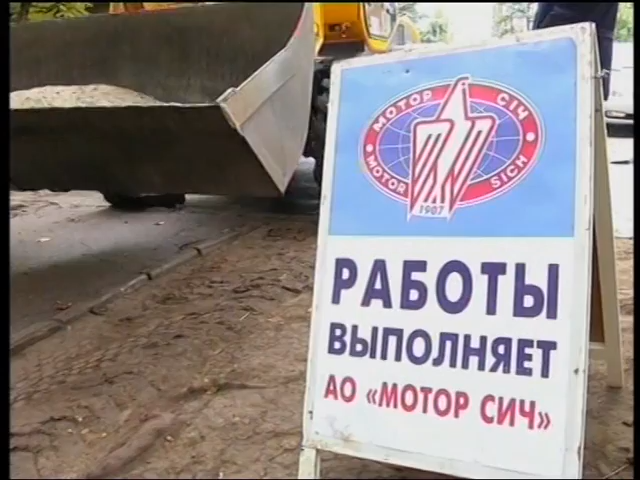 МОТОР СІЧ
MOTOR SICH
1907
РАБОТЫ
ВЫПОЛНЯЕТ
АО «МОТОР СИЧ»